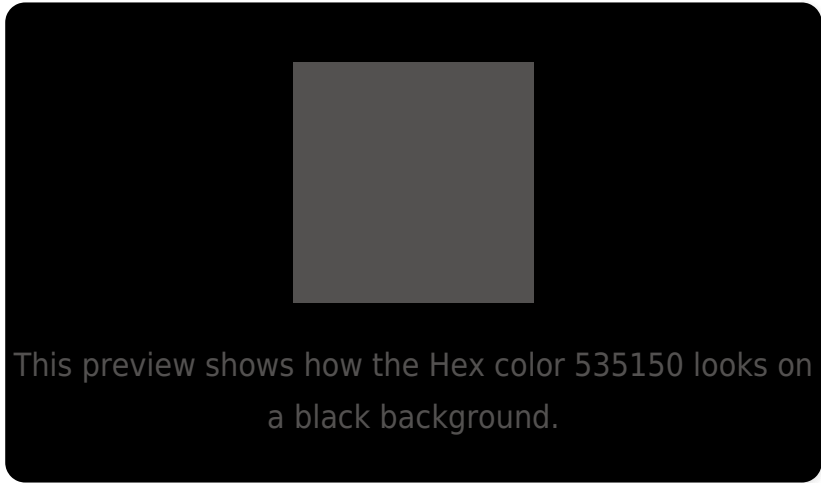 This preview shows how the Hex color 535150 looks on
a black background.